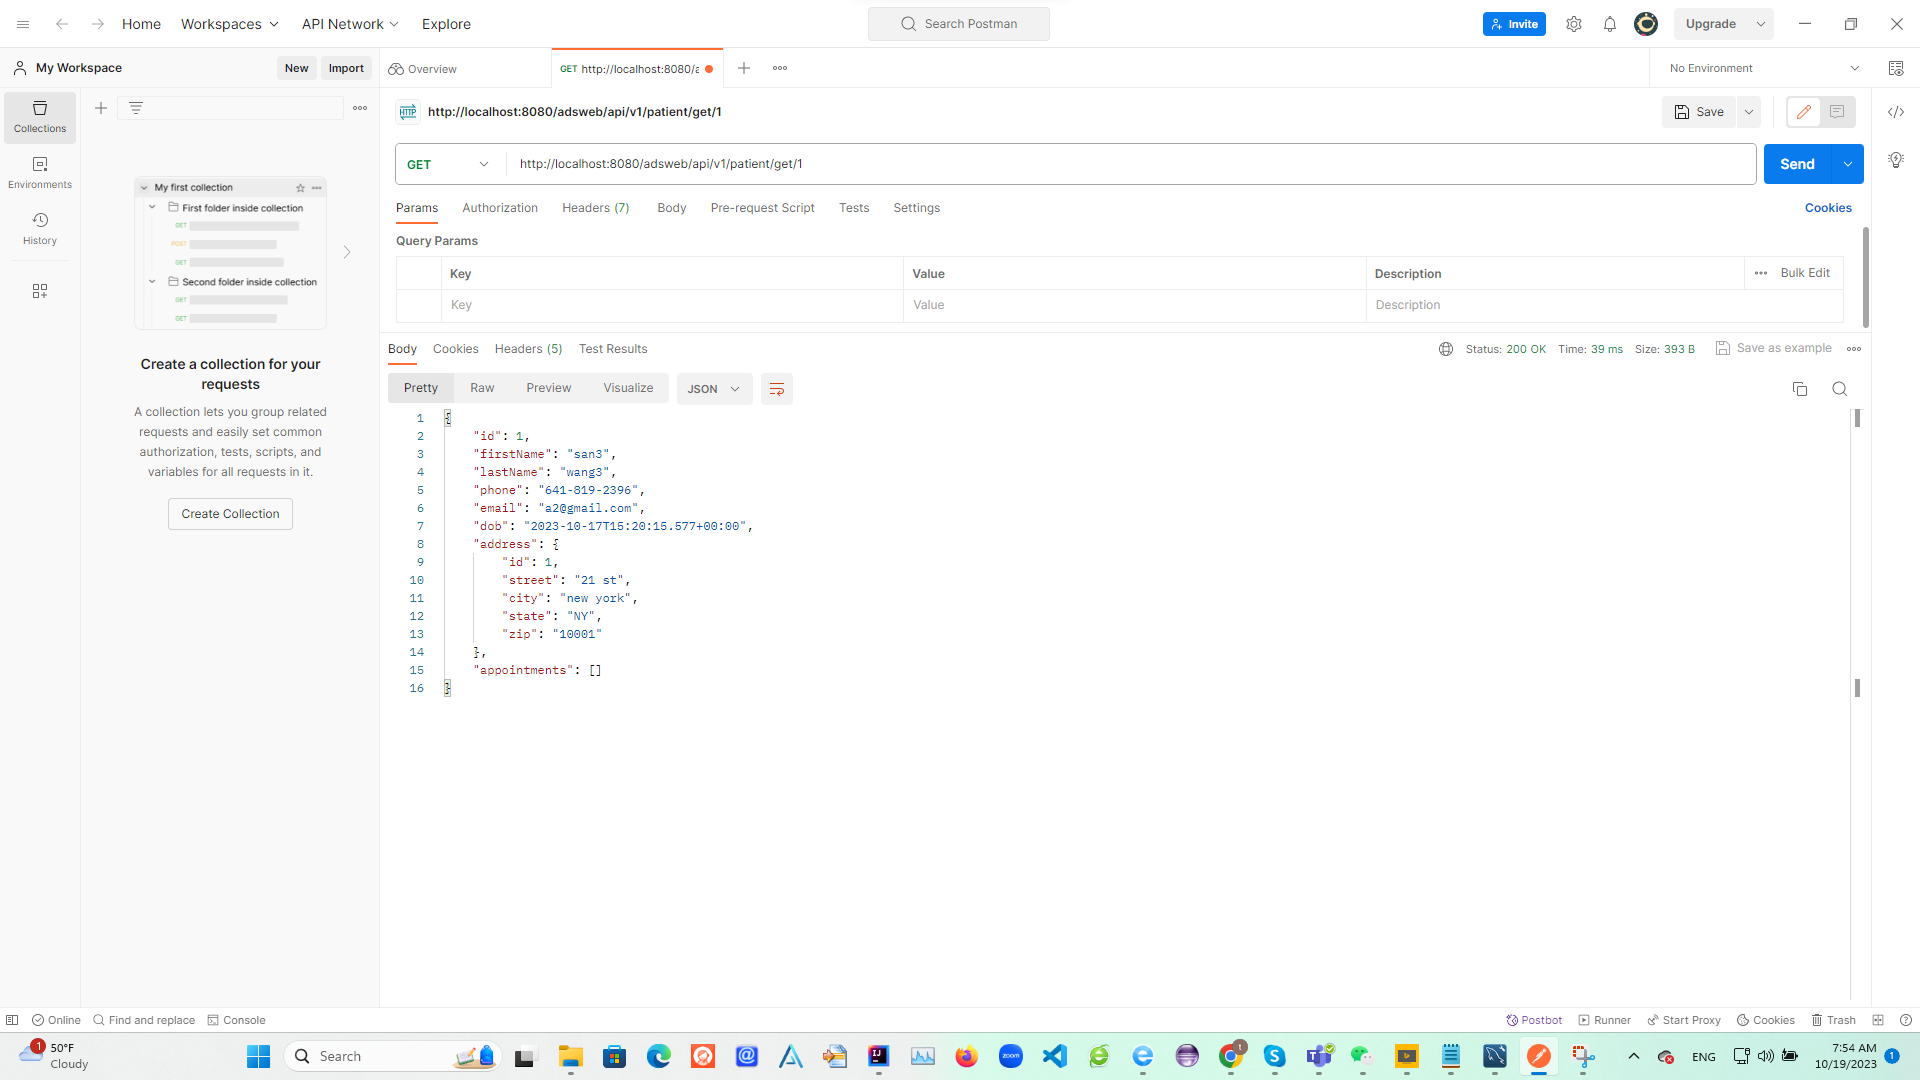 Home
Workspaces
API Network
Explore
Search Postman
Invite
Upgrade
My Workspace
New
Import
Overview
GET http://localhost:8080/a
No Environment
Collections
Environments
History
My first collection
First folder inside collection
GET
POST
GET
Second folder inside collection
GET
GET
Create a collection for your
requests
A collection lets you group related
requests and easily set common
authorization, tests, scripts, and
variables for all requests in it.
Create Collection
HTTP
http://localhost:8080/adsweb/api/v1/patient/get/1
Save
GET
http://localhost:8080/adsweb/api/v1/patient/get/1
Send
Params
Authorization
Headers (7)
Body
Pre-request Script
Tests
Settings
Cookies
Query Params
Key
Value
Description
Bulk Edit
Key
Value
Description
Body
Cookies
Headers (5)
Test Results
Status: 200 OK
Time: 39 ms
Size: 393 B
Save as example
Pretty
Raw
Preview
Visualize
JSON
1 {
2 "id": 1,
3 "firstName": "san3",
4 "lastName": "wang3",
5 "phone": "641-819-2396",
6 "email": "a2@gmail.com",
7 "dob": "2023-10-17T15:20:15.577+00:00",
8 "address": {
9 "id": 1,
10 "street": "21 st",
11 "city": "new york",
12 "state": "NY",
13 "zip": "10001"
14 },
15 "appointments": []
16 }
Online
Find and replace
Console
Postbot
Runner
Start Proxy
Cookies
Trash
1
50°F
Cloudy
Search
zoom
t
ENG
7:54 AM
10/19/2023
1